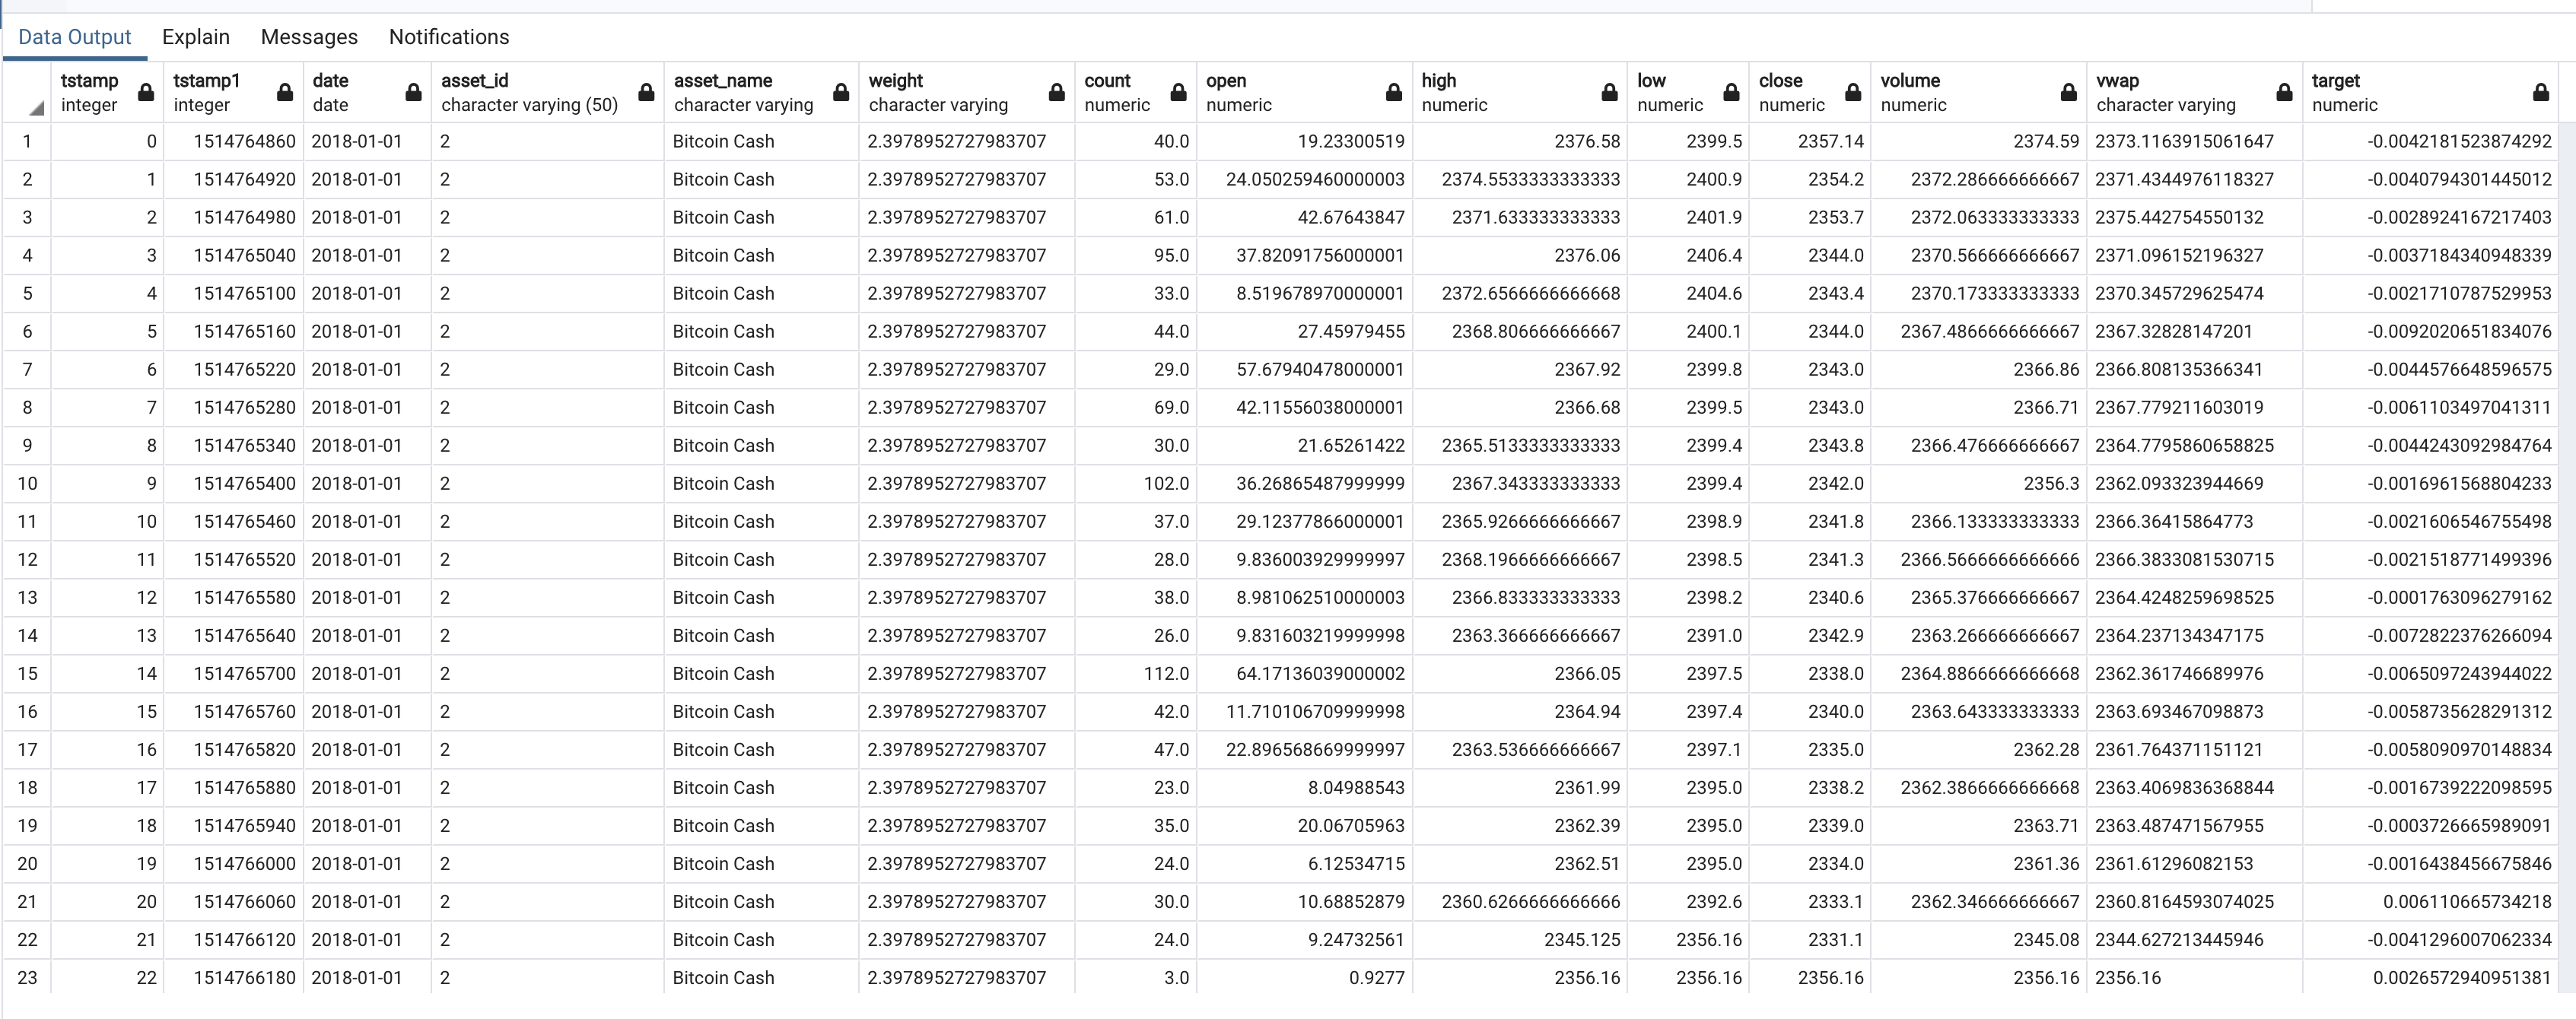 Data Output Explain Messages Notifications
tstamp tstamp1 date asset_id asset_name weight count open high low close volume vwap target
integer integer date character varying (50) character varying character varying numeric numeric numeric numeric numeric numeric character varying numeric
1 0 1514764860 2018-01-01 2 Bitcoin Cash 2.3978952727983707 40.0 19.23300519 2376.58 2399.5 2357.14 2374.59 2373.1163915061647 -0.0042181523874292
2 1 1514764920 2018-01-01 2 Bitcoin Cash 2.3978952727983707 53.0 24.050259460000003 2374.5533333333333 2400.9 2354.2 2372.286666666667 2371.4344976118327 -0.0040794301445012
3 2 1514764980 2018-01-01 2 Bitcoin Cash 2.3978952727983707 61.0 42.67643847 2371.633333333333 2401.9 2353.7 2372.063333333333 2375.442754550132 -0.0028924167217403
4 3 1514765040 2018-01-01 2 Bitcoin Cash 2.3978952727983707 95.0 37.82091756000001 2376.06 2406.4 2344.0 2370.566666666667 2371.096152196327 -0.0037184340948339
5 4 1514765100 2018-01-01 2 Bitcoin Cash 2.3978952727983707 33.0 8.519678970000001 2372.6566666666668 2404.6 2343.4 2370.173333333333 2370.345729625474 -0.0021710787529953
6 5 1514765160 2018-01-01 2 Bitcoin Cash 2.3978952727983707 44.0 27.45979455 2368.806666666667 2400.1 2344.0 2367.4866666666667 2367.32828147201 -0.0092020651834076
7 6 1514765220 2018-01-01 2 Bitcoin Cash 2.3978952727983707 29.0 57.67940478000001 2367.92 2399.8 2343.0 2366.86 2366.808135366341 -0.0044576648596575
8 7 1514765280 2018-01-01 2 Bitcoin Cash 2.3978952727983707 69.0 42.11556038000001 2366.68 2399.5 2343.0 2366.71 2367.779211603019 -0.0061103497041311
9 8 1514765340 2018-01-01 2 Bitcoin Cash 2.3978952727983707 30.0 21.65261422 2365.5133333333333 2399.4 2343.8 2366.476666666667 2364.7795860658825 -0.0044243092984764
10 9 1514765400 2018-01-01 2 Bitcoin Cash 2.3978952727983707 102.0 36.26865487999999 2367.343333333333 2399.4 2342.0 2356.3 2362.093323944669 -0.0016961568804233
11 10 1514765460 2018-01-01 2 Bitcoin Cash 2.3978952727983707 37.0 29.12377866000001 2365.9266666666667 2398.9 2341.8 2366.133333333333 2366.36415864773 -0.0021606546755498
12 11 1514765520 2018-01-01 2 Bitcoin Cash 2.3978952727983707 28.0 9.836003929999997 2368.1966666666667 2398.5 2341.3 2366.5666666666666 2366.3833081530715 -0.0021518771499396
13 12 1514765580 2018-01-01 2 Bitcoin Cash 2.3978952727983707 38.0 8.981062510000003 2366.833333333333 2398.2 2340.6 2365.376666666667 2364.4248259698525 -0.0001763096279162
14 13 1514765640 2018-01-01 2 Bitcoin Cash 2.3978952727983707 26.0 9.831603219999998 2363.366666666667 2391.0 2342.9 2363.266666666667 2364.237134347175 -0.0072822376266094
15 14 1514765700 2018-01-01 2 Bitcoin Cash 2.3978952727983707 112.0 64.17136039000002 2366.05 2397.5 2338.0 2364.8866666666668 2362.361746689976 -0.0065097243944022
16 15 1514765760 2018-01-01 2 Bitcoin Cash 2.3978952727983707 42.0 11.710106709999998 2364.94 2397.4 2340.0 2363.643333333333 2363.693467098873 -0.0058735628291312
17 16 1514765820 2018-01-01 2 Bitcoin Cash 2.3978952727983707 47.0 22.896568669999997 2363.536666666667 2397.1 2335.0 2362.28 2361.764371151121 -0.0058090970148834
18 17 1514765880 2018-01-01 2 Bitcoin Cash 2.3978952727983707 23.0 8.04988543 2361.99 2395.0 2338.2 2362.3866666666668 2363.4069836368844 -0.0016739222098595
19 18 1514765940 2018-01-01 2 Bitcoin Cash 2.3978952727983707 35.0 20.06705963 2362.39 2395.0 2339.0 2363.71 2363.487471567955 -0.0003726665989091
20 19 1514766000 2018-01-01 2 Bitcoin Cash 2.3978952727983707 24.0 6.12534715 2362.51 2395.0 2334.0 2361.36 2361.61296082153 -0.0016438456675846
21 20 1514766060 2018-01-01 2 Bitcoin Cash 2.3978952727983707 30.0 10.68852879 2360.6266666666666 2392.6 2333.1 2362.346666666667 2360.8164593074025 0.006110665734218
22 21 1514766120 2018-01-01 2 Bitcoin Cash 2.3978952727983707 24.0 9.24732561 2345.125 2356.16 2331.1 2345.08 2344.627213445946 -0.0041296007062334
23 22 1514766180 2018-01-01 2 Bitcoin Cash 2.3978952727983707 3.0 0.9277 2356.16 2356.16 2356.16 2356.16 2356.16 0.0026572940951381